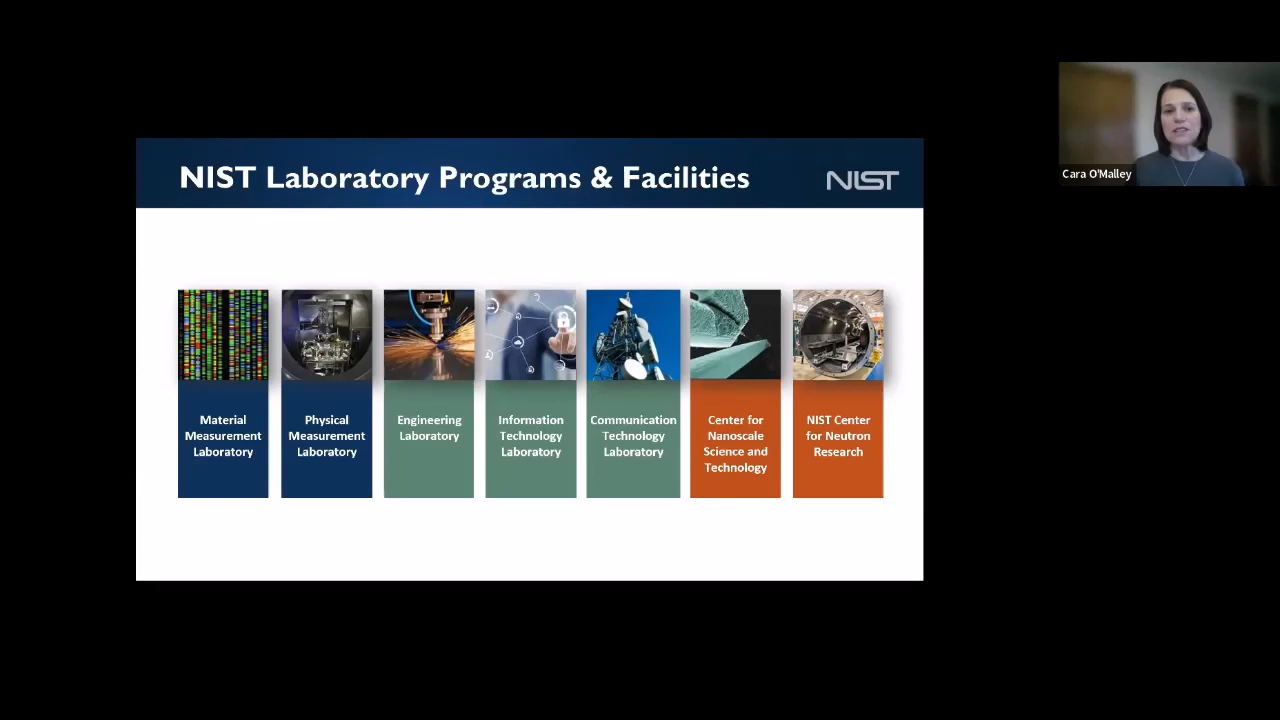 NIST Laboratory Programs & Facilities
NIST
Cara O'Malley
Material
Measurement
Laboratory
Physical
Measurement
Laboratory
Engineering
Laboratory
Information
Technology
Laboratory
Communication
Technology
Laboratory
Center for
Nanoscale
Science and
Technology
NIST Center
for Neutron
Research